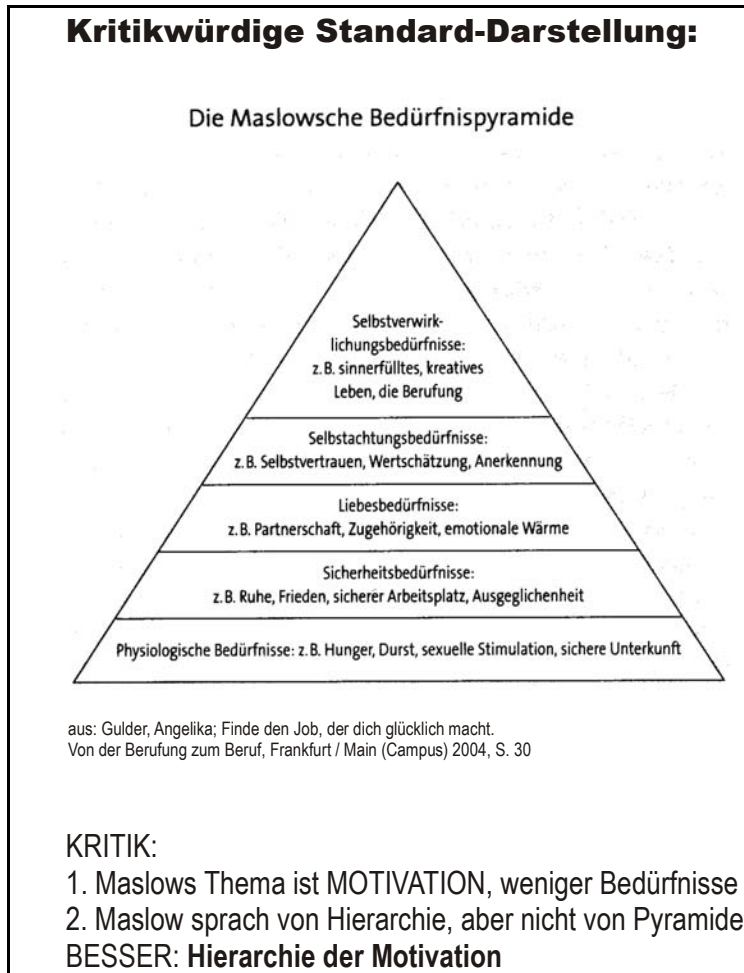 Kritikwürdige Standard-Darstellung:
Die Maslowsche Bedürfnispyramide
Selbstverwirk-
lichungsbedürfnisse:
z.B. sinnerfülltes, kreatives
Leben, die Berufung
Selbstachtungsbedürfnisse:
z.B. Selbstvertrauen, Wertschätzung, Anerkennung
Liebesbedürfnisse:
z.B. Partnerschaft, Zugehörigkeit, emotionale Wärme
Sicherheitsbedürfnisse:
z.B. Ruhe, Frieden, sicherer Arbeitsplatz, Ausgeglichenheit
Physiologische Bedürfnisse: z.B. Hunger, Durst, sexuelle Stimulation, sichere Unterkunft
aus: Gulder, Angelika; Finde den Job, der dich glücklich macht.
Von der Berufung zum Beruf, Frankfurt / Main (Campus) 2004, S. 30
KRITIK:
1. Maslows Thema ist MOTIVATION, weniger Bedürfnisse
2. Maslow sprach von Hierarchie, aber nicht von Pyramide
BESSER: Hierarchie der Motivation